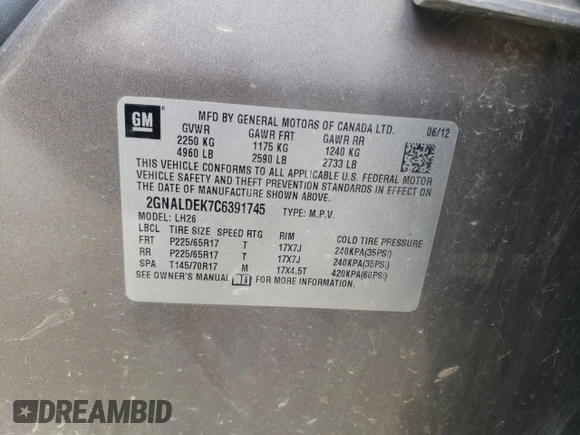 GM
MFD BY GENERAL MOTORS OF CANADA LTD. 06/12
GVWR GAWR FRT GAWR RR
2250 KG 1175 KG 1240 KG
4960 LB 2590 LB 2733 LB
THIS VEHICLE CONFORMS TO ALL APPLICABLE U.S. FEDERAL MOTOR
VEHICLE SAFETY AND THEFT PREVENTION STANDARDS IN EFFECT ON
THE DATE OF MANUFACTURE SHOWN ABOVE.
2GNALDEK7C6391745 TYPE: M.P.V.
MODEL: LH26
LBCL TIRE SIZE SPEED RTG RIM COLD TIRE PRESSURE
FRT P225/65R17 T 17X7J 240KPA(35PSI)
RR P225/65R17 T 17X7J 240KPA(35PSI)
SPA T145/70R17 M 17X4.5T 420KPA(60PSI)
SEE OWNER'S MANUAL FOR MORE INFORMATION.
DREAMBID